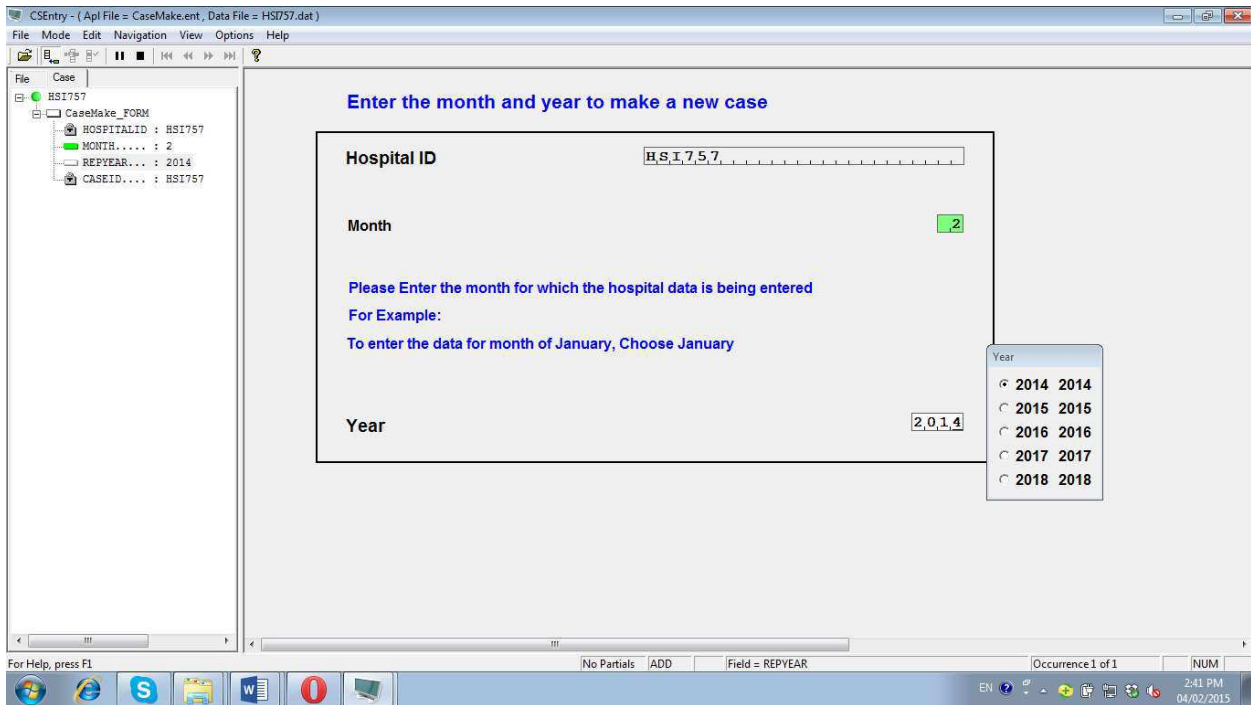 CSEntry - ( Apl File = CaseMake.ent , Data File = HSI757.dat )
File Mode Edit Navigation View Options Help
File Case
HSI757
CaseMake_FORM
HOSPITALID : HSI757
MONTH..... : 2
REPYEAR... : 2014
CASEID.... : HSI757
Enter the month and year to make a new case
Hospital ID HSI757
Month 2
Please Enter the month for which the hospital data is being entered
For Example:
To enter the data for month of January, Choose January
Year 2014
Year
2014 2014
2015 2015
2016 2016
2017 2017
2018 2018
For Help, press F1 No Partials ADD Field = REPYEAR Occurrence 1 of 1 NUM
EN 2:41 PM
04/02/2015